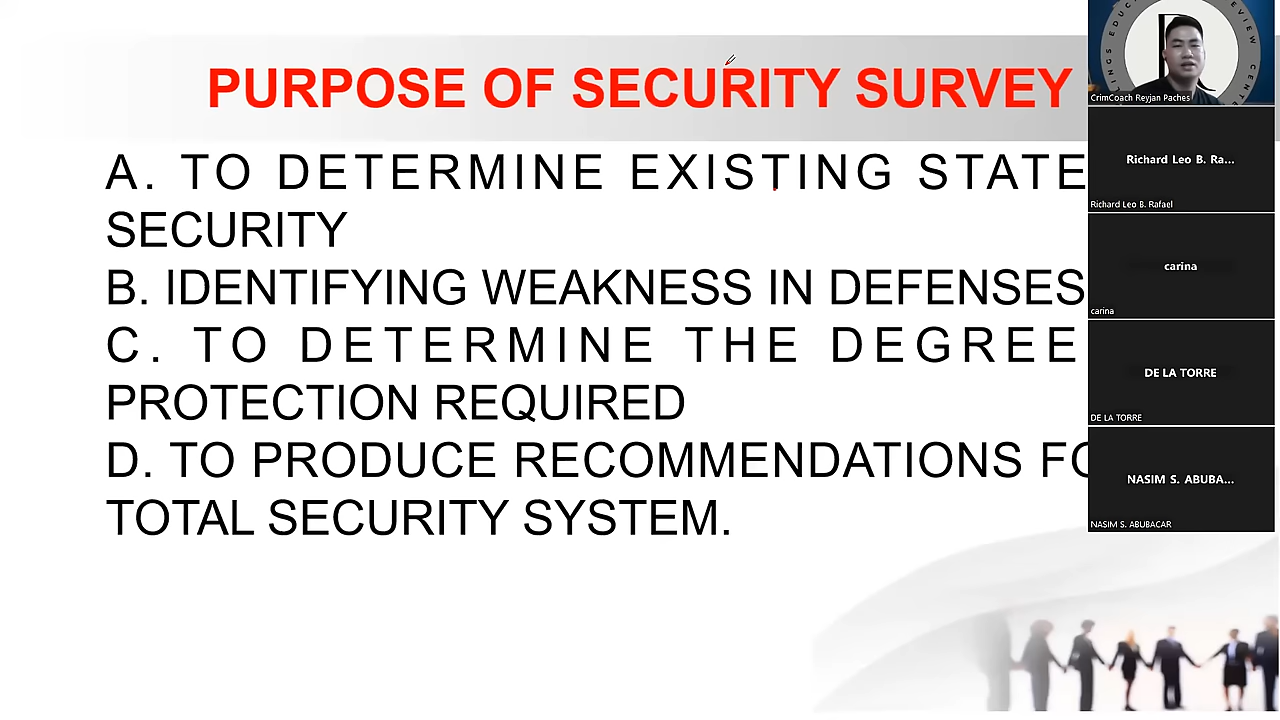 PURPOSE OF SECURITY SURVEY
A. TO DETERMINE EXISTING STATE
SECURITY
B. IDENTIFYING WEAKNESS IN DEFENSES
C. TO DETERMINE THE DEGREE
PROTECTION REQUIRED
D. TO PRODUCE RECOMMENDATIONS
TOTAL SECURITY SYSTEM.
CrimCoach Reyjan Paches
Richard Leo B. Ra...
Richard Leo B. Rafael
carina
carina
DE LA TORRE
DE LA TORRE
NASIM S. ABUBA...
NASIM S. ABUBACAR